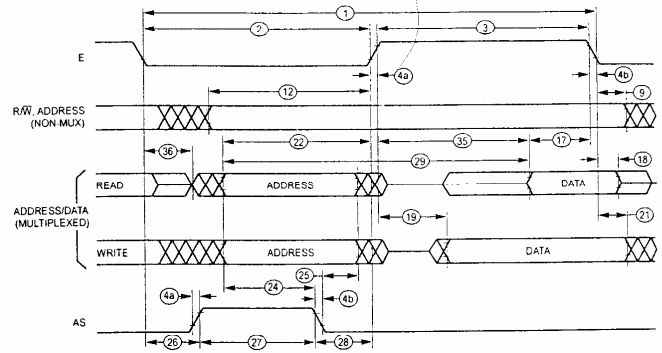 1
2 3
E
4a 4b
12 9
R/W, ADDRESS
(NON-MUX)
22 35 17
36 29 18
READ ADDRESS DATA
ADDRESS/DATA
(MULTIPLEXED)
19 21
WRITE ADDRESS DATA
25
4a 24 4b
AS
26 27 28